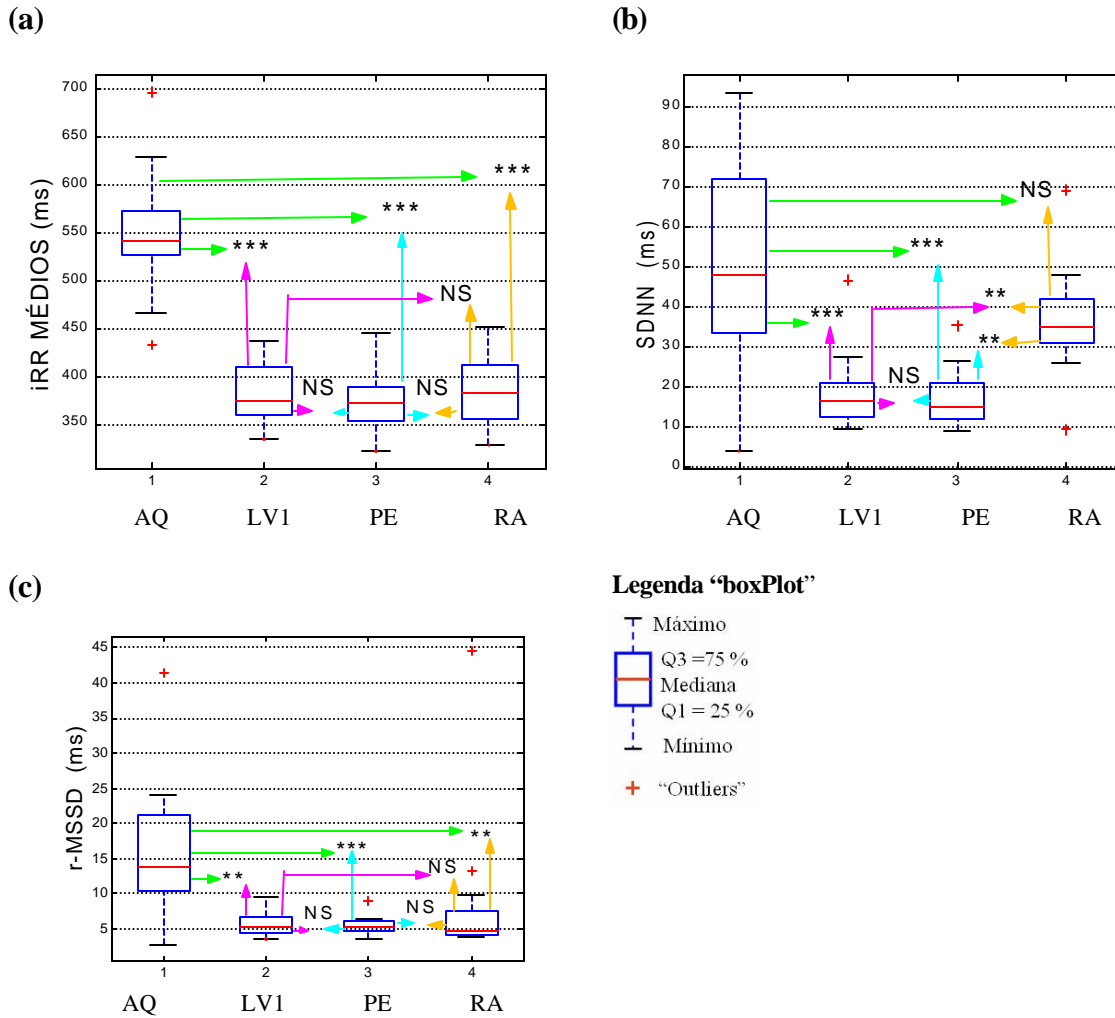 (a)
iRR MÉDIOS (ms)
700
650
600
550
500
450
400
350
***
***
***
NS
NS
NS
1 2 3 4
AQ LV1 PE RA
(b)
SDNN (ms)
90
80
70
60
50
40
30
20
10
0
NS
***
**
***
**
NS
1 2 3 4
AQ LV1 PE RA
(c)
r-MSSD (ms)
45
40
35
30
25
20
15
10
5
**
***
NS
**
NS
NS
1 2 3 4
AQ LV1 PE RA
Legenda “boxPlot”
Máximo
Q3 =75 %
Mediana
Q1 = 25 %
Mínimo
“Outliers”